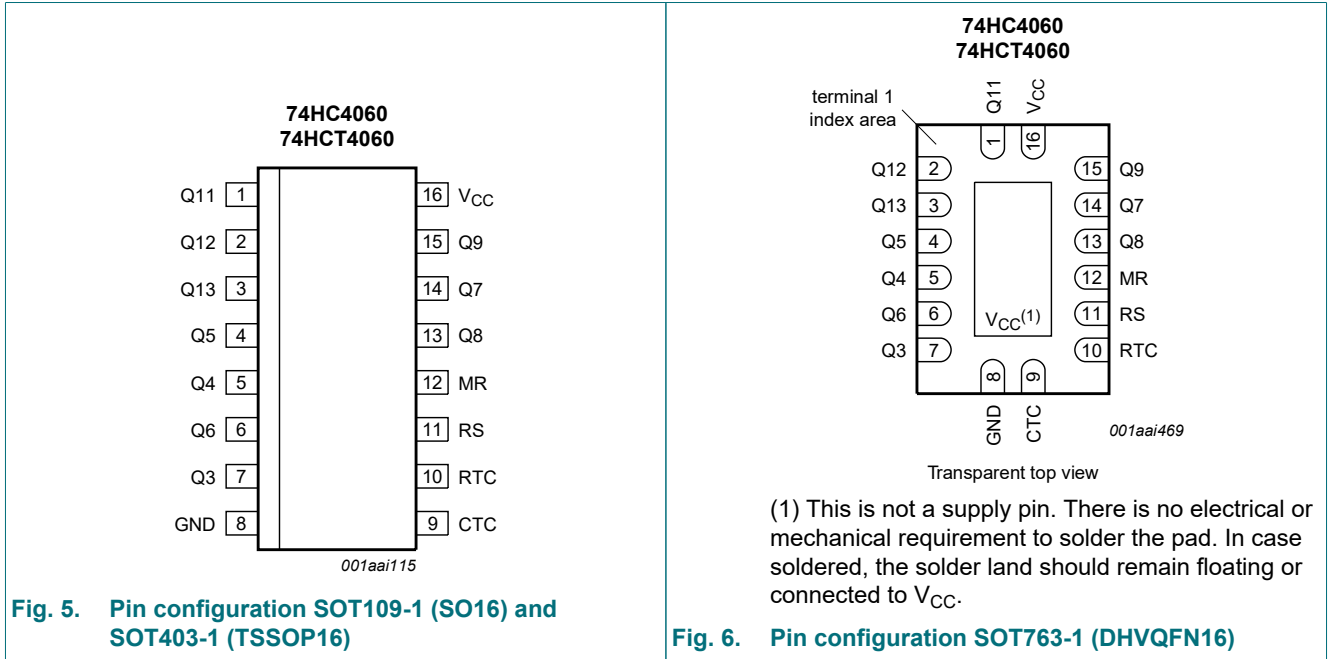 74HC4060
74HCT4060
Q11 1
16 VCC
Q12 2
15 Q9
Q13 3
14 Q7
Q5 4
13 Q8
Q4 5
12 MR
Q6 6
11 RS
Q3 7
10 RTC
GND 8
9 CTC
001aai115
Fig. 5. Pin configuration SOT109-1 (SO16) and
SOT403-1 (TSSOP16)
74HC4060
74HCT4060
terminal 1
index area
Q11
VCC
1
16
Q12 2
15 Q9
Q13 3
14 Q7
Q5 4
13 Q8
Q4 5
12 MR
Q6 6
VCC(1)
11 RS
Q3 7
10 RTC
8
9
GND
CTC
001aai469
Transparent top view
(1) This is not a supply pin. There is no electrical or
mechanical requirement to solder the pad. In case
soldered, the solder land should remain floating or
connected to VCC.
Fig. 6. Pin configuration SOT763-1 (DHVQFN16)